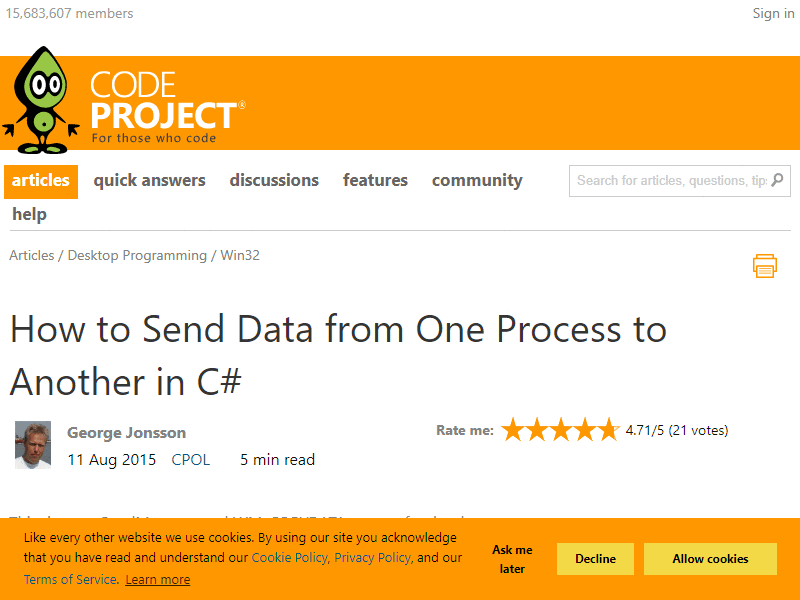 15,683,607 members
Sign in
CODE
PROJECT®
For those who code
articles
quick answers
discussions
features
community
Search for articles, questions, tips
help
Articles / Desktop Programming / Win32
How to Send Data from One Process to
Another in C#
George Jonsson
Rate me:
4.71/5 (21 votes)
11 Aug 2015
CPOL
5 min read
Like every other website we use cookies. By using our site you acknowledge
that you have read and understand our Cookie Policy, Privacy Policy, and our
Terms of Service. Learn more
Ask me
later
Decline
Allow cookies